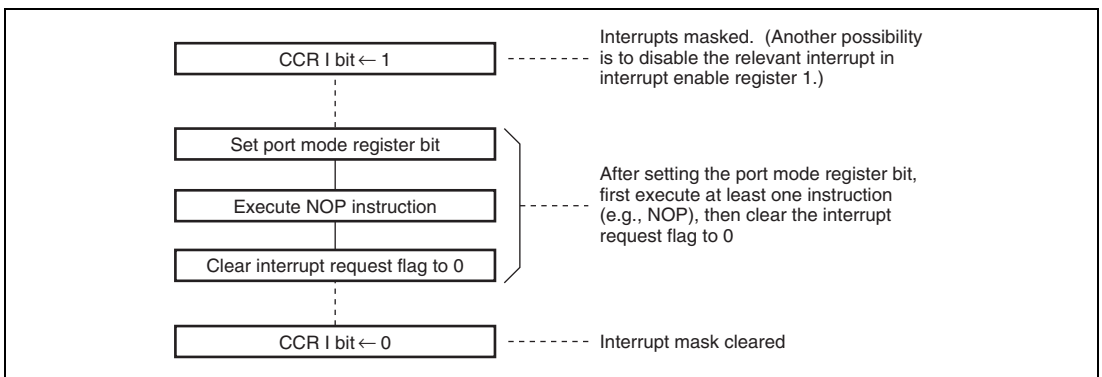 CCR I bit ← 1
Interrupts masked. (Another possibility
is to disable the relevant interrupt in
interrupt enable register 1.)
Set port mode register bit
Execute NOP instruction
Clear interrupt request flag to 0
After setting the port mode register bit,
first execute at least one instruction
(e.g., NOP), then clear the interrupt
request flag to 0
CCR I bit ← 0
Interrupt mask cleared